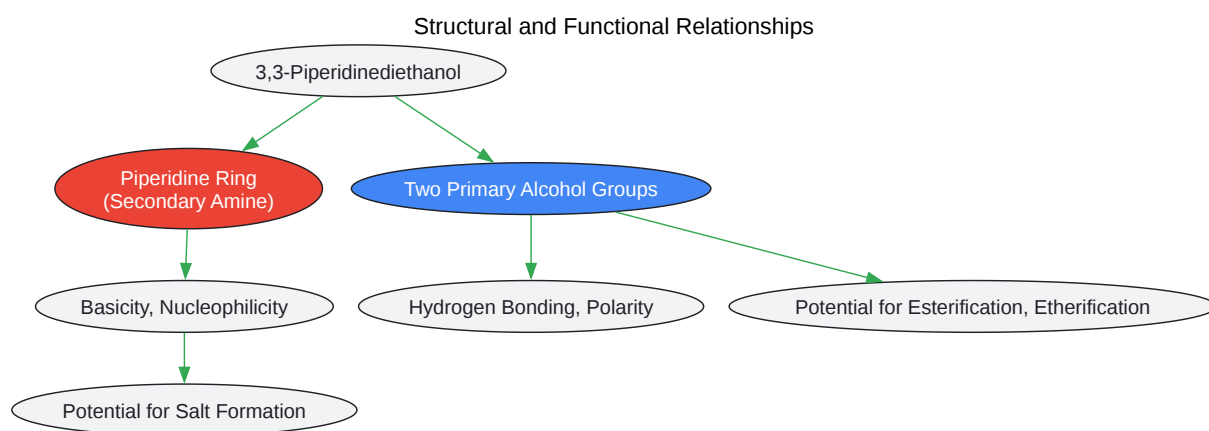 Structural and Functional Relationships
3,3-Piperidinediethanol
Piperidine Ring
(Secondary Amine)
Two Primary Alcohol Groups
Basicity, Nucleophilicity
Hydrogen Bonding, Polarity
Potential for Esterification, Etherification
Potential for Salt Formation